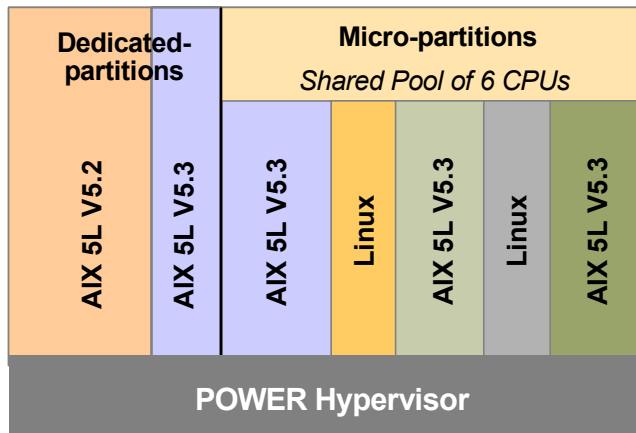 Dedicated-
partitions
Micro-partitions
Shared Pool of 6 CPUs
AIX 5L V5.2
AIX 5L V5.3
AIX 5L V5.3
Linux
AIX 5L V5.3
Linux
AIX 5L V5.3
POWER Hypervisor